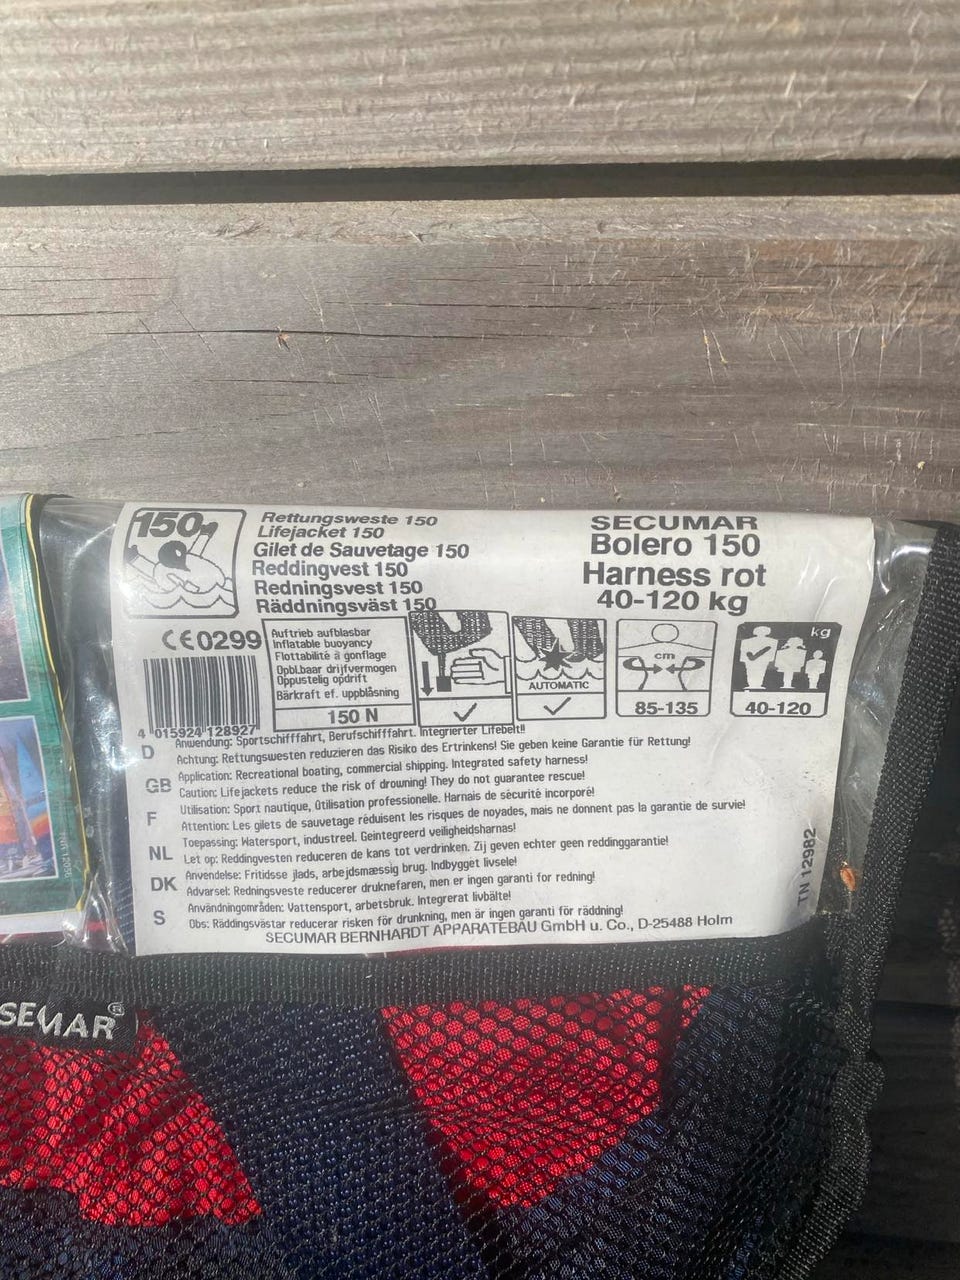 150
Rettungsweste 150
Lifejacket 150
Gilet de Sauvetage 150
Reddingvest 150
Redningsvest 150
Räddningsväst 150
SECUMAR
Bolero 150
Harness rot
40-120 kg
CE0299
4 015924 128927
Auftrieb aufblasbar
Inflatable buoyancy
Flottabilité à gonflage
OpbLbaar drijfvermogen
Oppustelig opdrift
Bärkraft ef. uppblåsning
150 N
AUTOMATIC
cm
85-135
kg
40-120
D Anwendung: Sportschifffahrt, Berufschifffahrt. Integrierter Lifebelt!!
Achtung: Rettungswesten reduzieren das Risiko des Ertrinkens! Sie geben keine Garantie für Rettung!
GB Application: Recreational boating, commercial shipping. Integrated safety harness!
Caution: Lifejackets reduce the risk of drowning! They do not guarantee rescue!
F Utilisation: Sport nautique, ûtilisation professionelle. Harnais de sécurité incorporé!
Attention: Les gilets de sauvetage réduisent les risques de noyades, mais ne donnent pas la garantie de survie!
NL Toepassing: Watersport, industrieel. Geintegreerd veiligheidsharnas!
Let op: Reddingvesten reduceren de kans tot verdrinken. Zij geven echter geen reddinggarantie!
DK Anvendelse: Fritidsse jlads, arbejdsmæssig brug. Indbygget livsele!
Advarsel: Redningsveste reducerer druknefaren, men er ingen garanti for redning!
S Användningområden: Vattensport, arbetsbruk. Integrerat livbälte!
Obs: Räddningsvästar reducerar risken för drunkning, men är ingen garanti för räddning!
SECUMAR BERNHARDT APPARATEBAU GmbH u. Co., D-25488 Holm
TN 12982